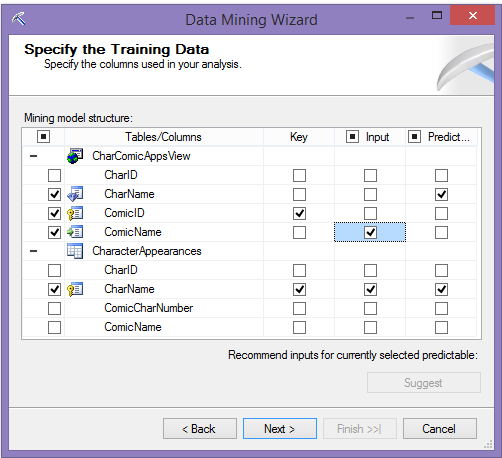 Data Mining Wizard
Specify the Training Data
Specify the columns used in your analysis.
Mining model structure:
Tables/Columns Key Input Predict...
CharComicAppsView
CharID
CharName
ComicID
ComicName
CharacterAppearances
CharID
CharName
ComicCharNumber
ComicName
Recommend inputs for currently selected predictable:
Suggest
< Back Next > Finish >>| Cancel